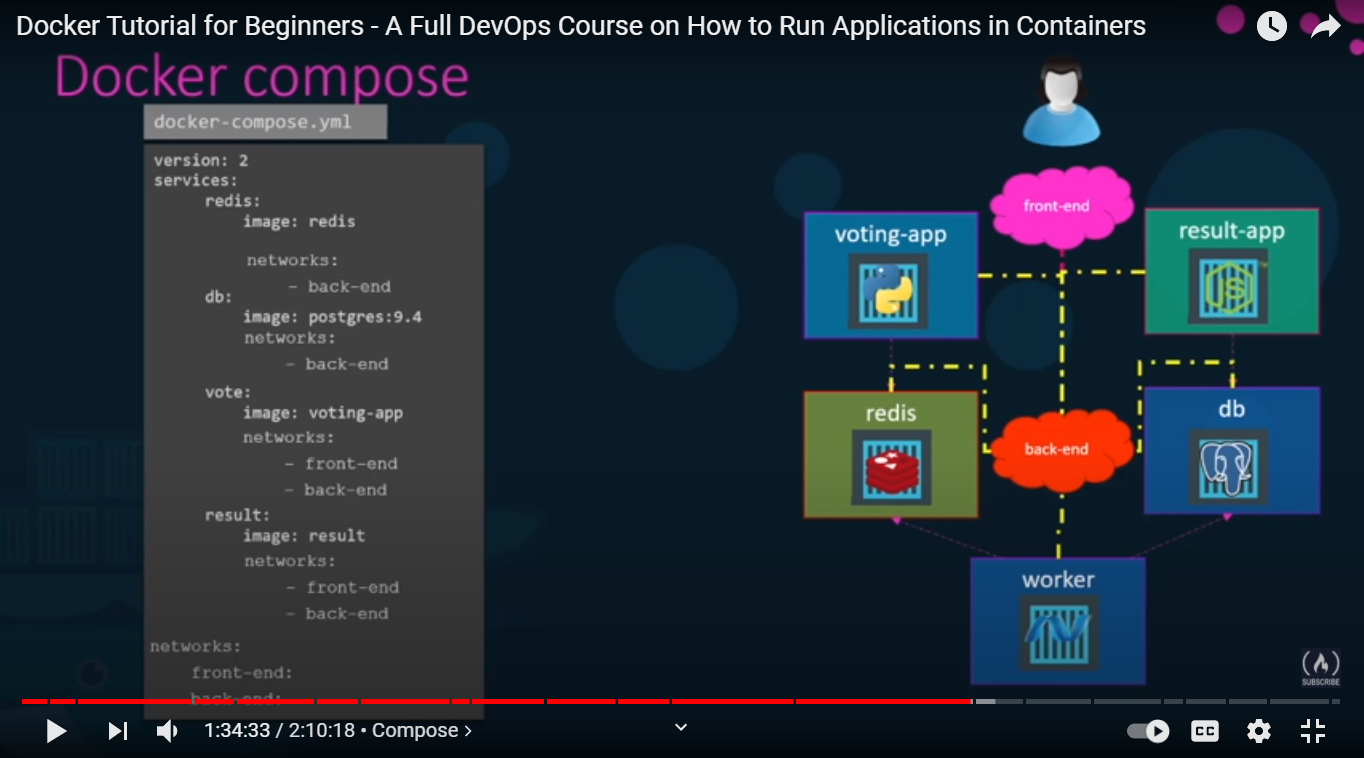 Docker Tutorial for Beginners - A Full DevOps Course on How to Run Applications in Containers
Docker compose
docker-compose.yml
version: 2
services:
redis:
image: redis
networks:
- back-end
db:
image: postgres:9.4
networks:
- back-end
vote:
image: voting-app
networks:
- front-end
- back-end
result:
image: result
networks:
- front-end
- back-end
networks:
front-end:
back-end:
front-end
voting-app
result-app
JS
redis
back-end
db
worker
SUBSCRIBE
1:34:33 / 2:10:18 • Compose >
CC